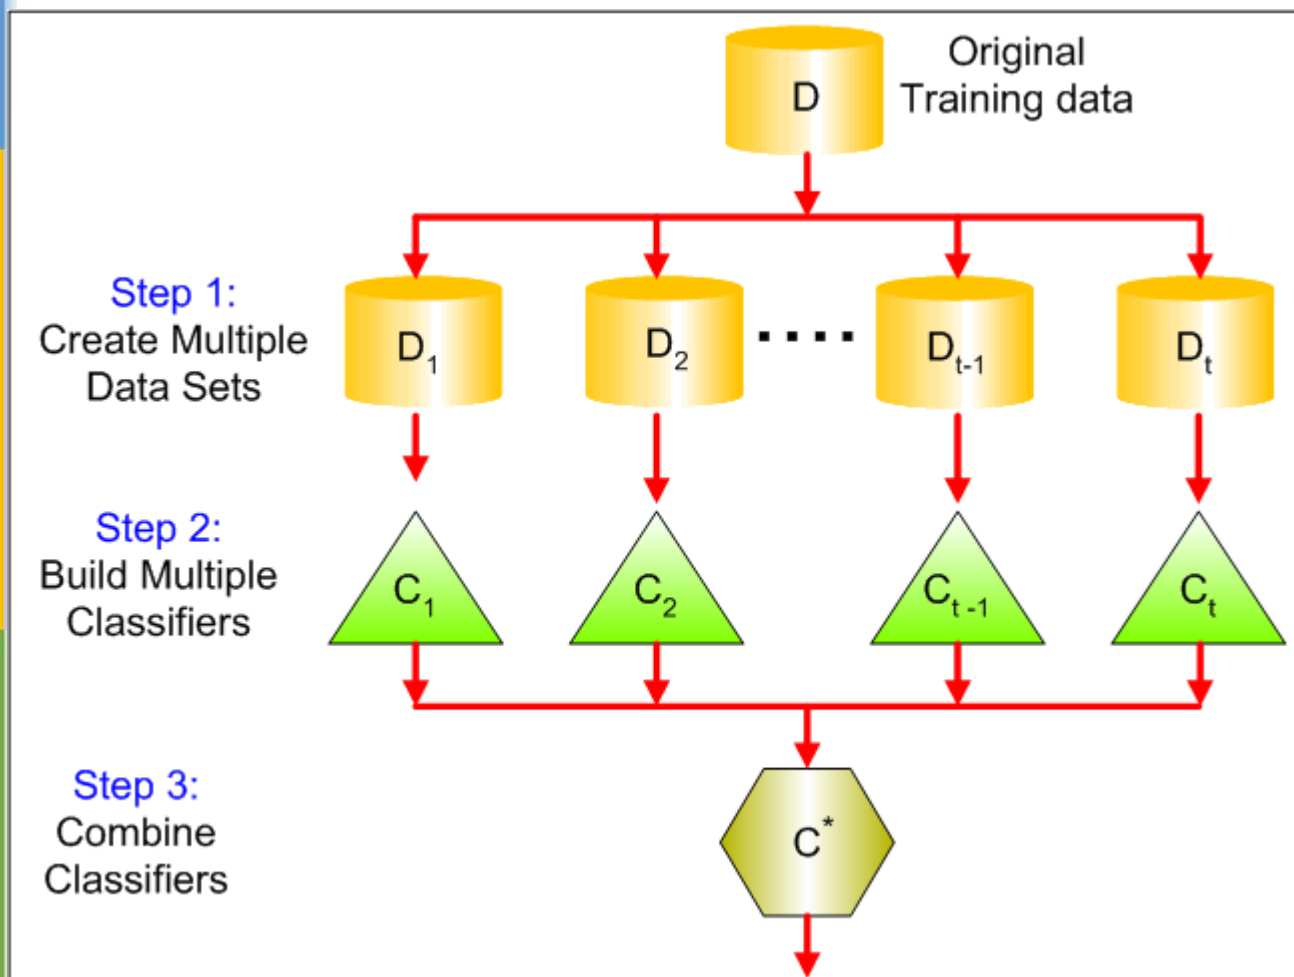 D
Original
Training data
Step 1:
Create Multiple
Data Sets
D₁
D₂
....
Dₜ₋₁
Dₜ
Step 2:
Build Multiple
Classifiers
C₁
C₂
Cₜ ₋₁
Cₜ
Step 3:
Combine
Classifiers
C*